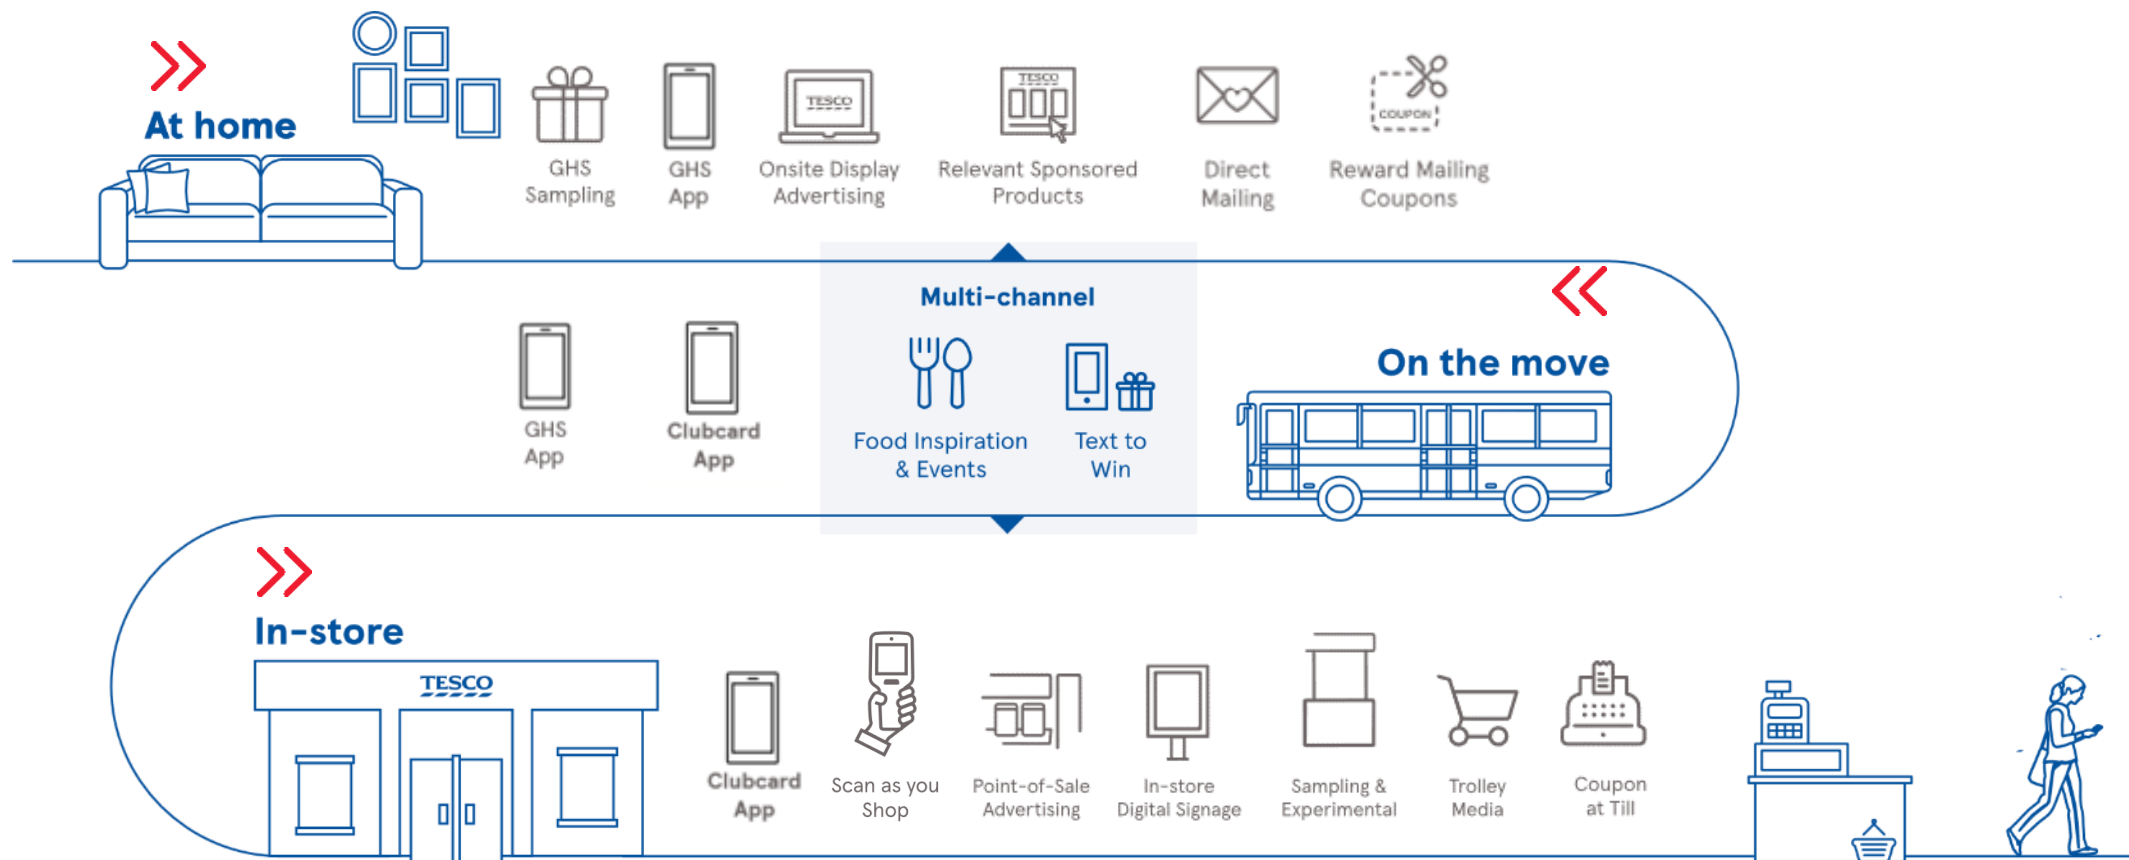 At home
TESCO
TESCO
COUPON
GHS
Sampling
GHS
App
Onsite Display
Advertising
Relevant Sponsored
Products
Direct
Mailing
Reward Mailing
Coupons
Multi-channel
On the move
GHS
App
Clubcard
App
Food Inspiration
& Events
Text to
Win
In-store
TESCO
Clubcard
App
Scan as you
Shop
Point-of-Sale
Advertising
In-store
Digital Signage
Sampling &
Experimental
Trolley
Media
Coupon
at Till